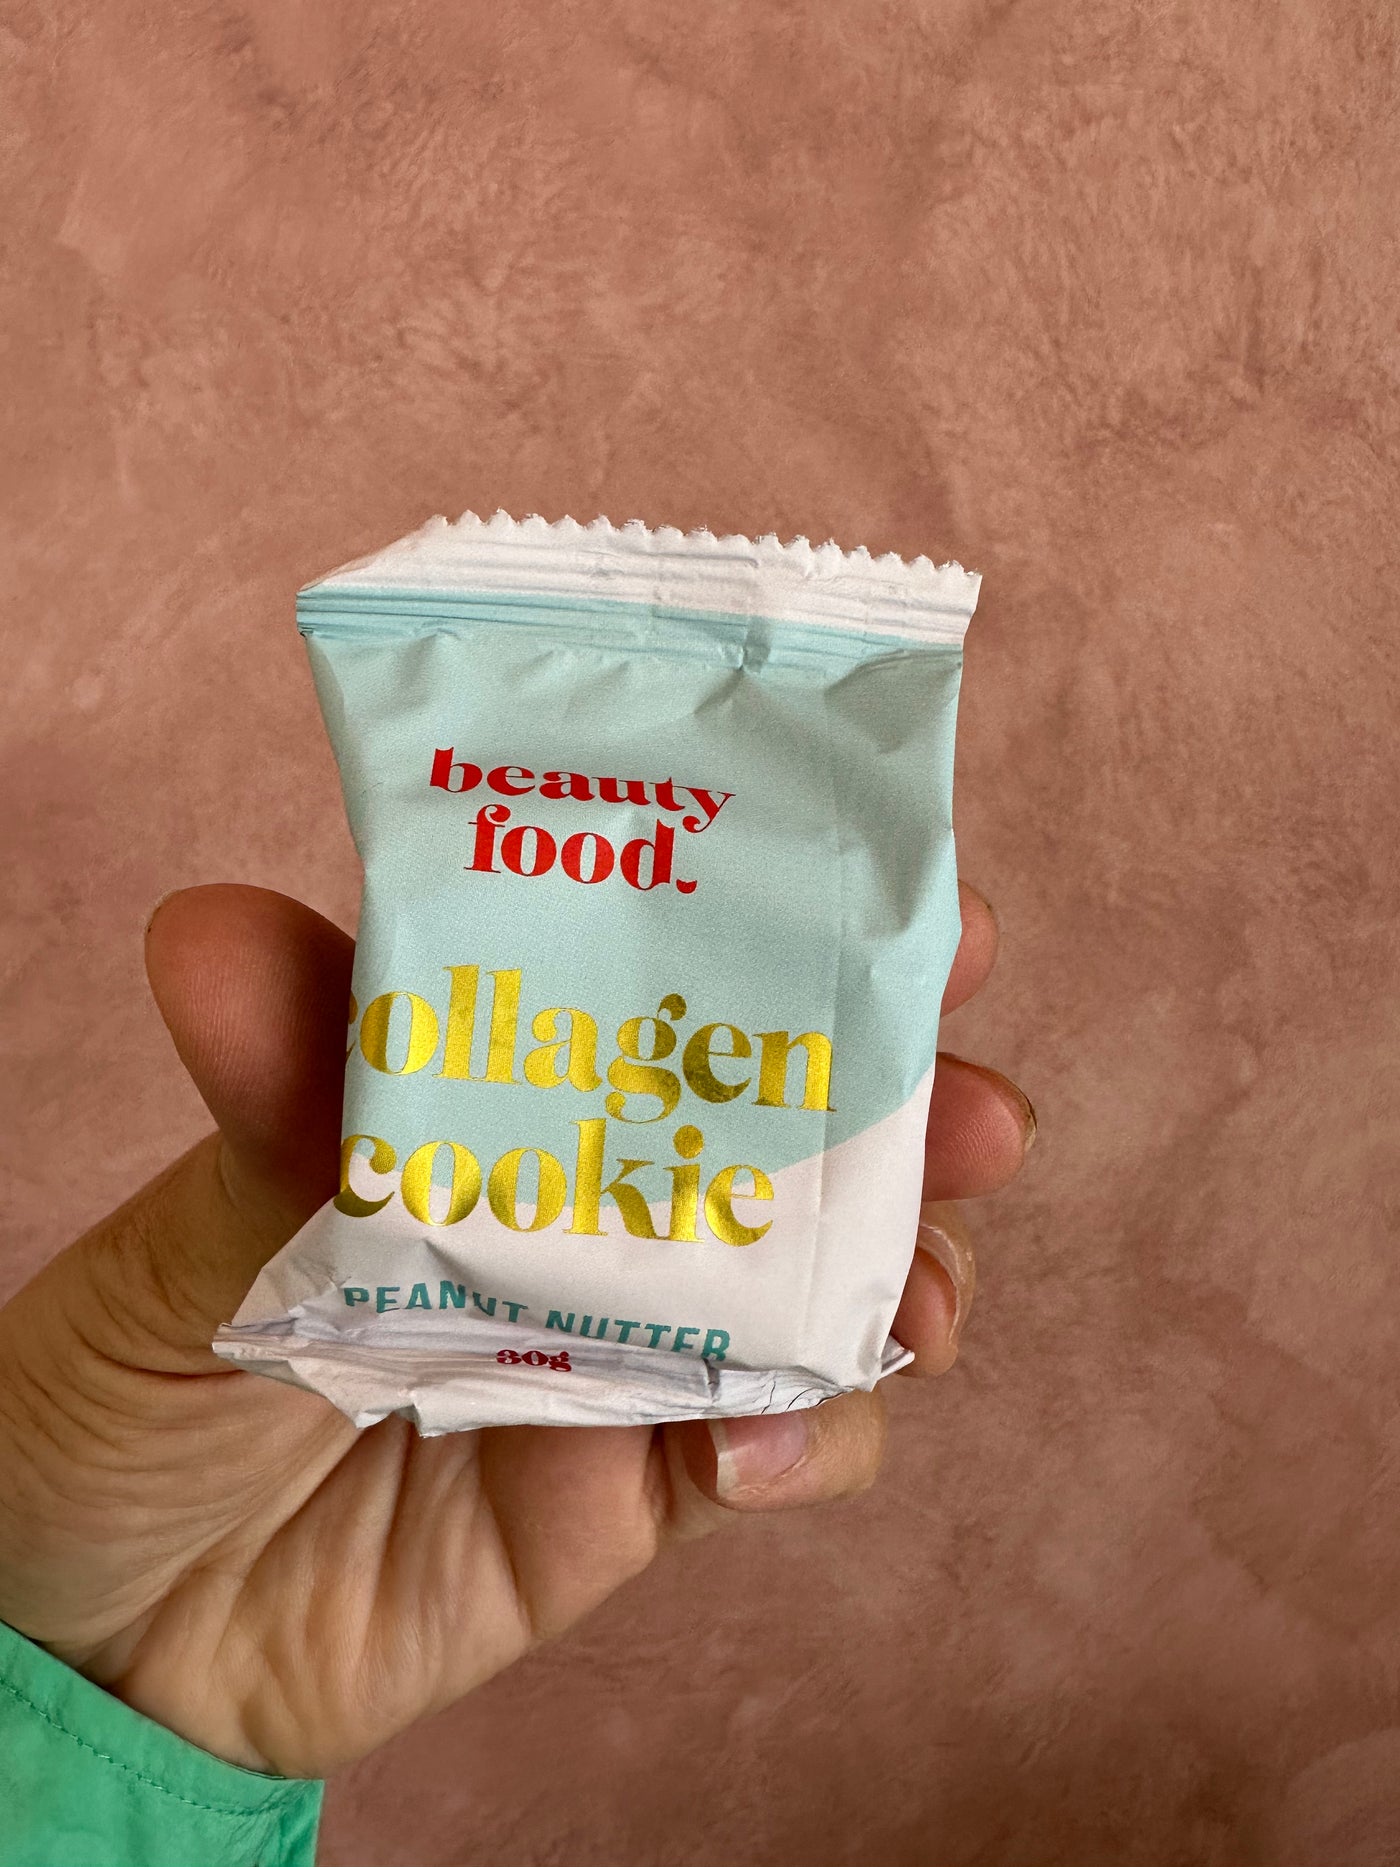 beauty
food.
collagen
cookie
PEANUT NUTTER
30g